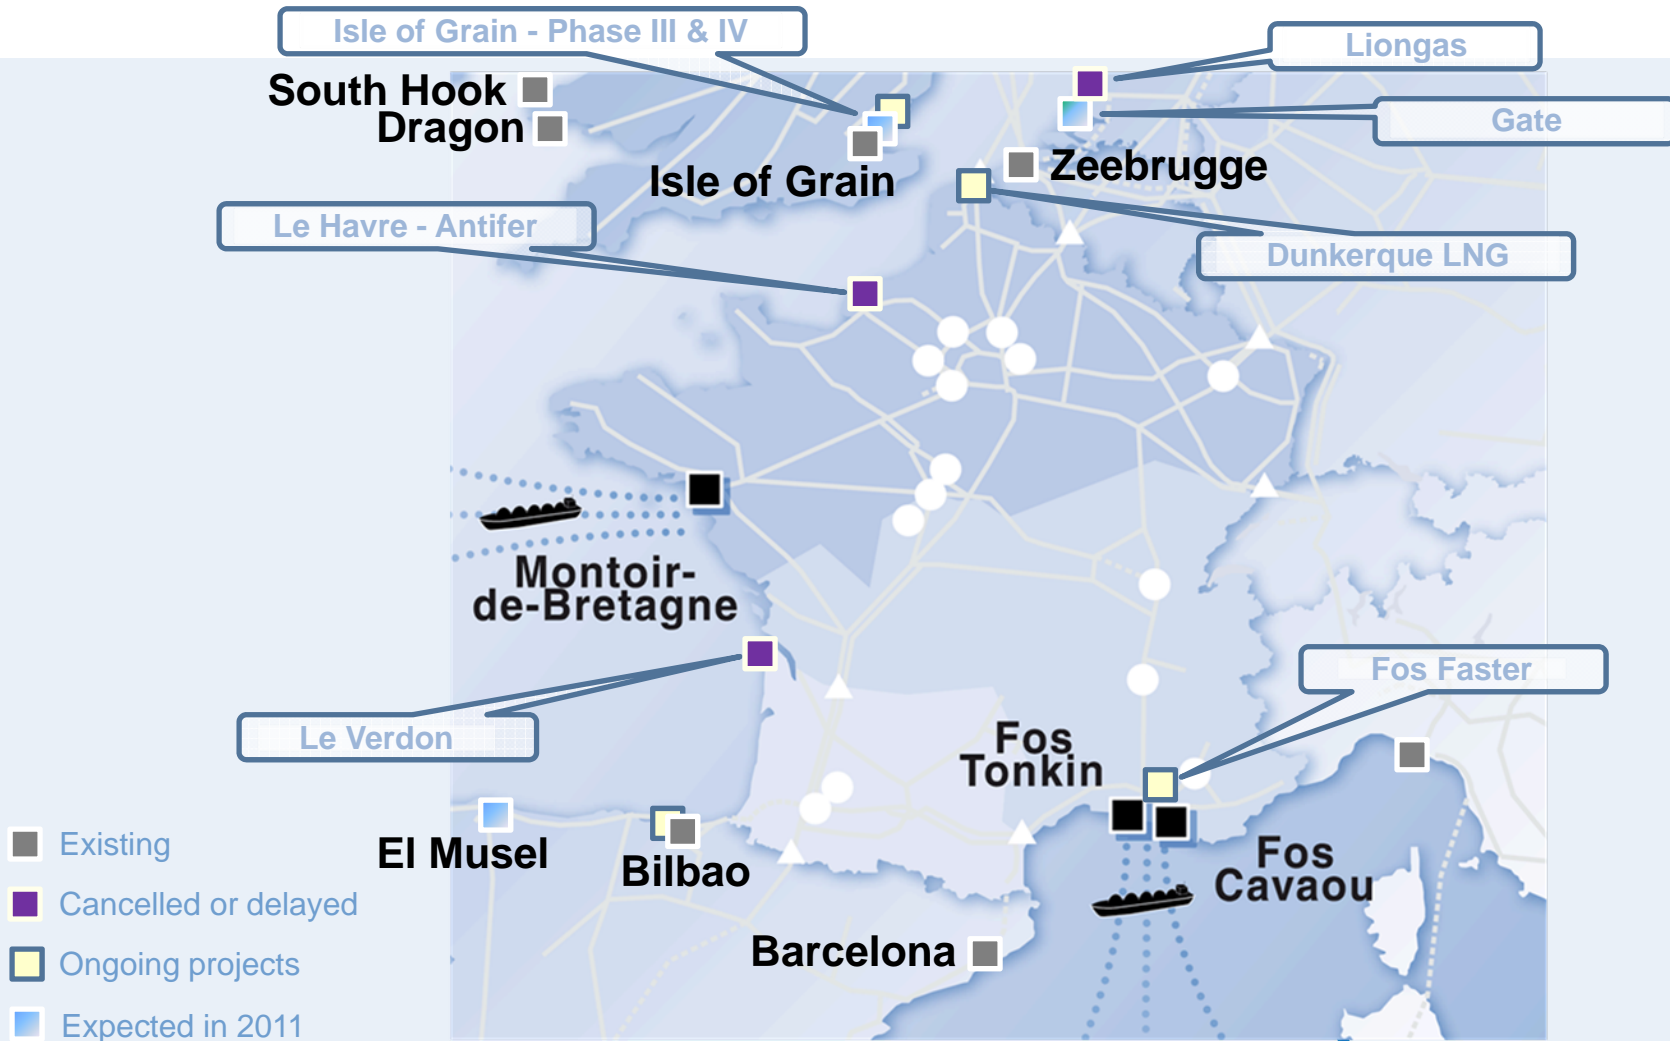 Isle of Grain - Phase III & IV
Liongas
South Hook
Gate
Dragon
Isle of Grain
Zeebrugge
Le Havre - Antifer
Dunkerque LNG
Montoir-
de-Bretagne
Fos Faster
Le Verdon
Fos
Tonkin
El Musel
Bilbao
Fos
Cavaou
Barcelona
Existing
Cancelled or delayed
Ongoing projects
Expected in 2011